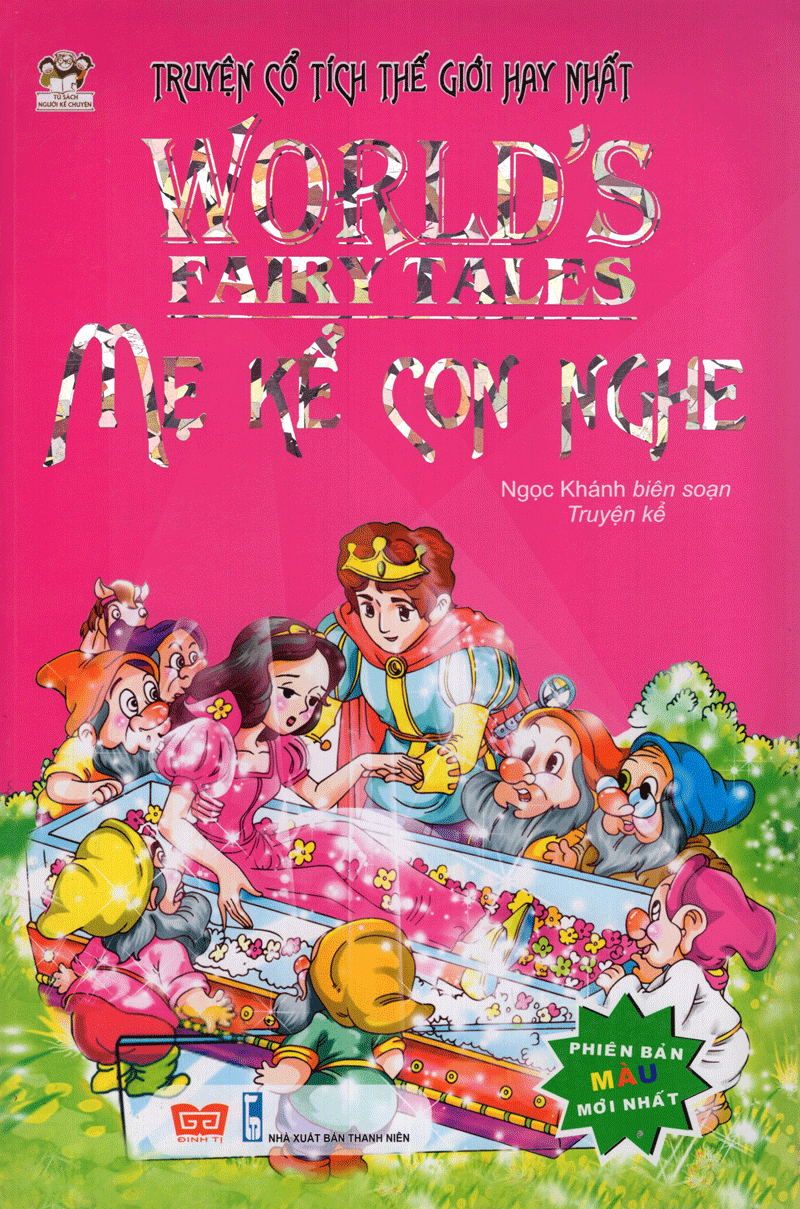 TỦ SÁCH
NGƯỜI KỂ CHUYỆN
TRUYỆN CỔ TÍCH THẾ GIỚI HAY NHẤT
WORLD'S
FAIRY TALES
MẸ KỂ CON NGHE
Ngọc Khánh biên soạn
Truyện kể
PHIÊN BẢN
MÀU
MỚI NHẤT
ĐINH TỊ
NHÀ XUẤT BẢN THANH NIÊN